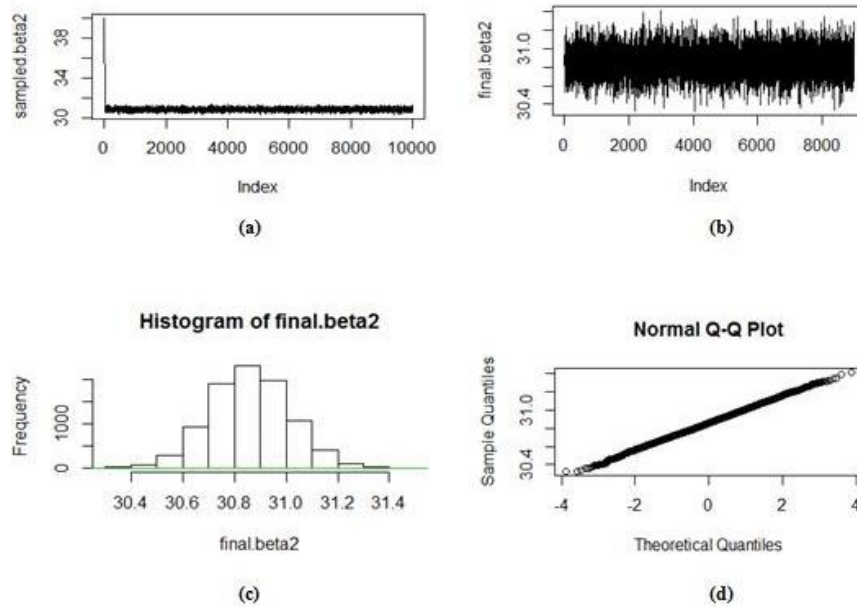 sampled.beta2
38
34
30
0 2000 4000 6000 8000 10000
Index
(a)
final.beta2
31.0
30.4
0 2000 4000 6000 8000
Index
(b)
Histogram of final.beta2
Frequency
1000
0
30.4 30.6 30.8 31.0 31.2 31.4
final.beta2
(c)
Normal Q-Q Plot
Sample Quantiles
31.0
30.4
-4 -2 0 2 4
Theoretical Quantiles
(d)